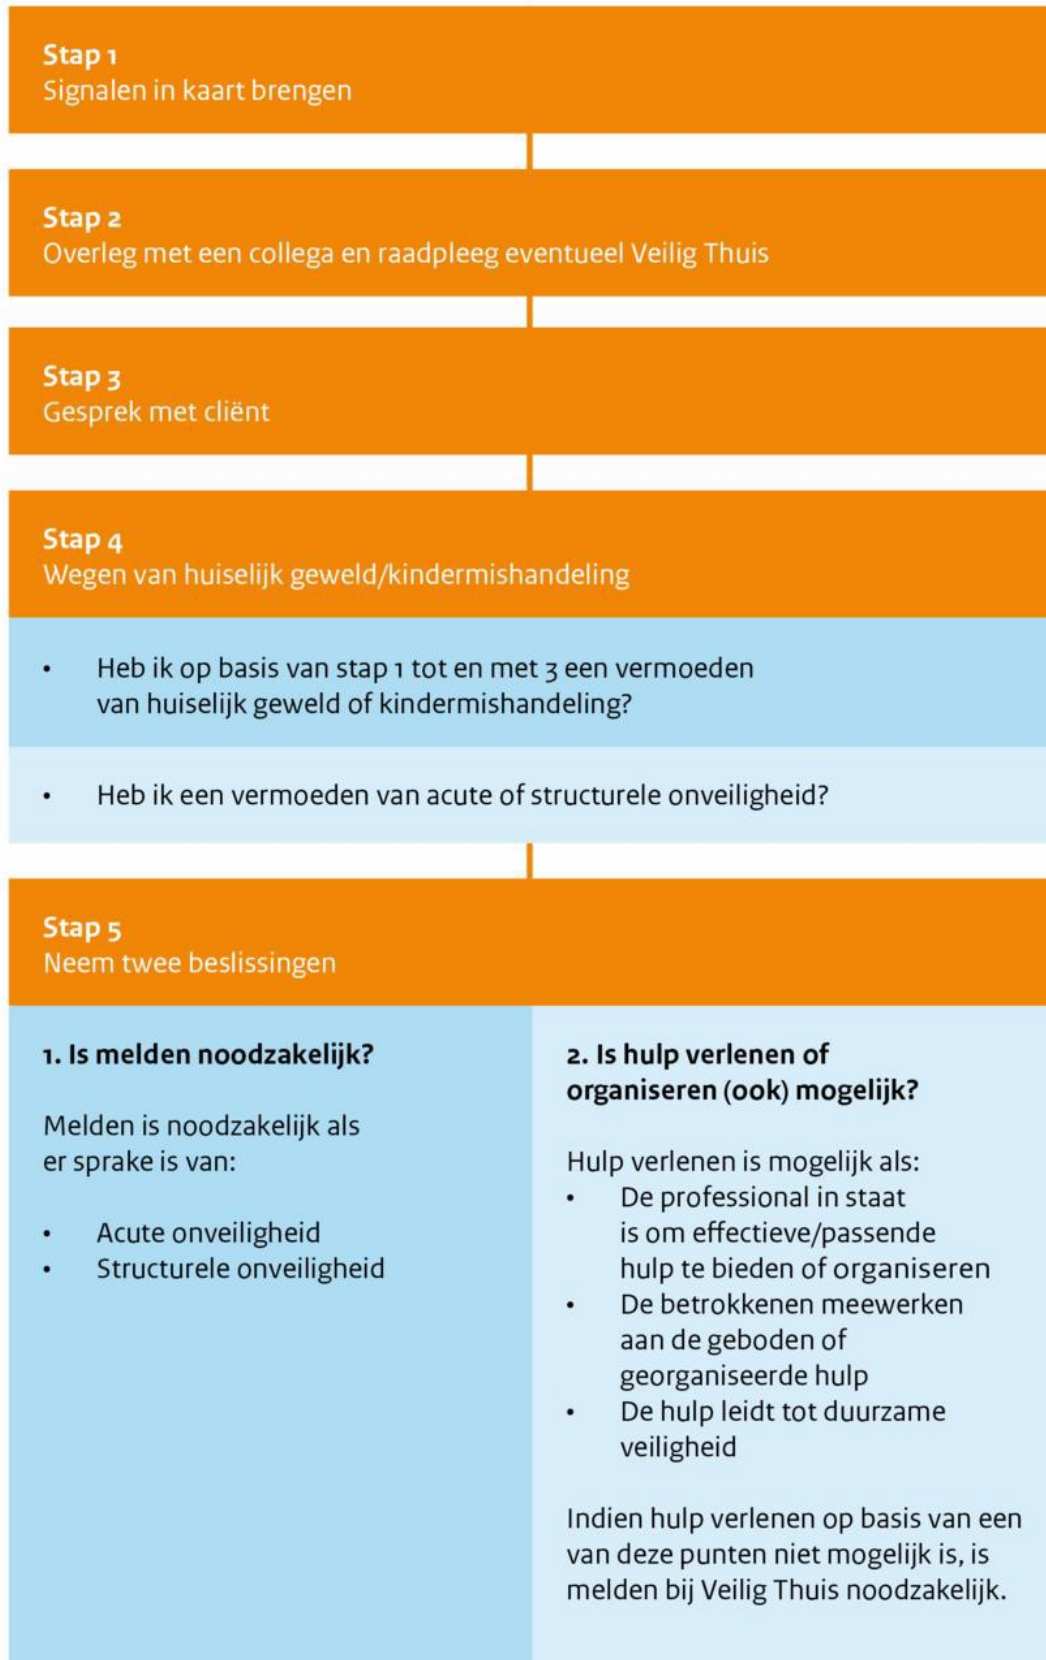 Stap 1
Signalen in kaart brengen
Stap 2
Overleg met een collega en raadpleeg eventueel Veilig Thuis
Stap 3
Gesprek met cliënt
Stap 4
Wegen van huiselijk geweld/kindermishandeling
• Heb ik op basis van stap 1 tot en met 3 een vermoeden
van huiselijk geweld of kindermishandeling?
• Heb ik een vermoeden van acute of structurele onveiligheid?
Stap 5
Neem twee beslissingen
1. Is melden noodzakelijk?
Melden is noodzakelijk als
er sprake is van:
• Acute onveiligheid
• Structurele onveiligheid
2. Is hulp verlenen of
organiseren (ook) mogelijk?
Hulp verlenen is mogelijk als:
• De professional in staat
is om effectieve/passende
hulp te bieden of organiseren
• De betrokkenen meewerken
aan de geboden of
georganiseerde hulp
• De hulp leidt tot duurzame
veiligheid
Indien hulp verlenen op basis van een
van deze punten niet mogelijk is, is
melden bij Veilig Thuis noodzakelijk.